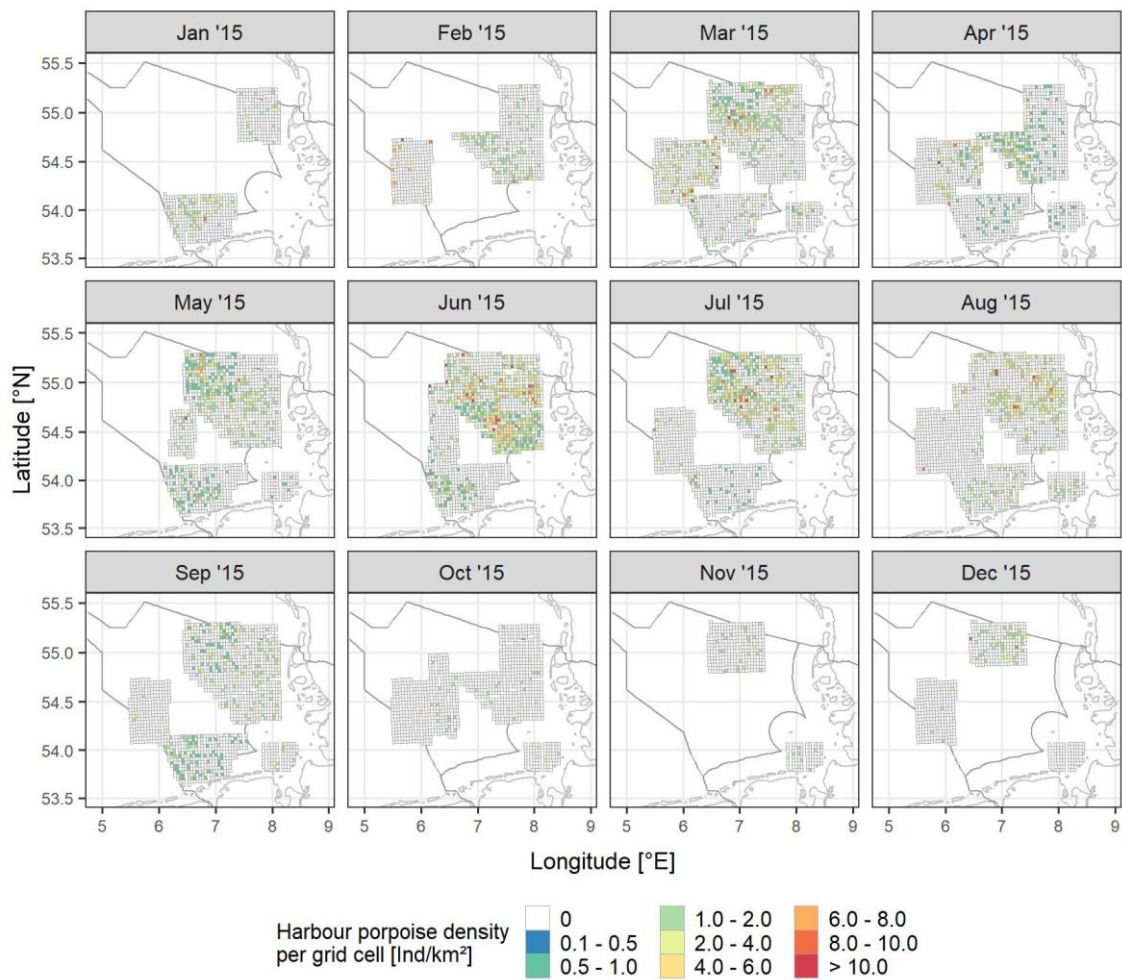 Jan '15 Feb '15 Mar '15 Apr '15
55.5
55.0
54.5
54.0
53.5
May '15 Jun '15 Jul '15 Aug '15
55.5
55.0
54.5
54.0
53.5
Latitude [°N]
Sep '15 Oct '15 Nov '15 Dec '15
55.5
55.0
54.5
54.0
53.5
5 6 7 8 9 5 6 7 8 9 5 6 7 8 9 5 6 7 8 9
Longitude [°E]
Harbour porpoise density
per grid cell [Ind/km²]
0 1.0 - 2.0 6.0 - 8.0
0.1 - 0.5 2.0 - 4.0 8.0 - 10.0
0.5 - 1.0 4.0 - 6.0 > 10.0